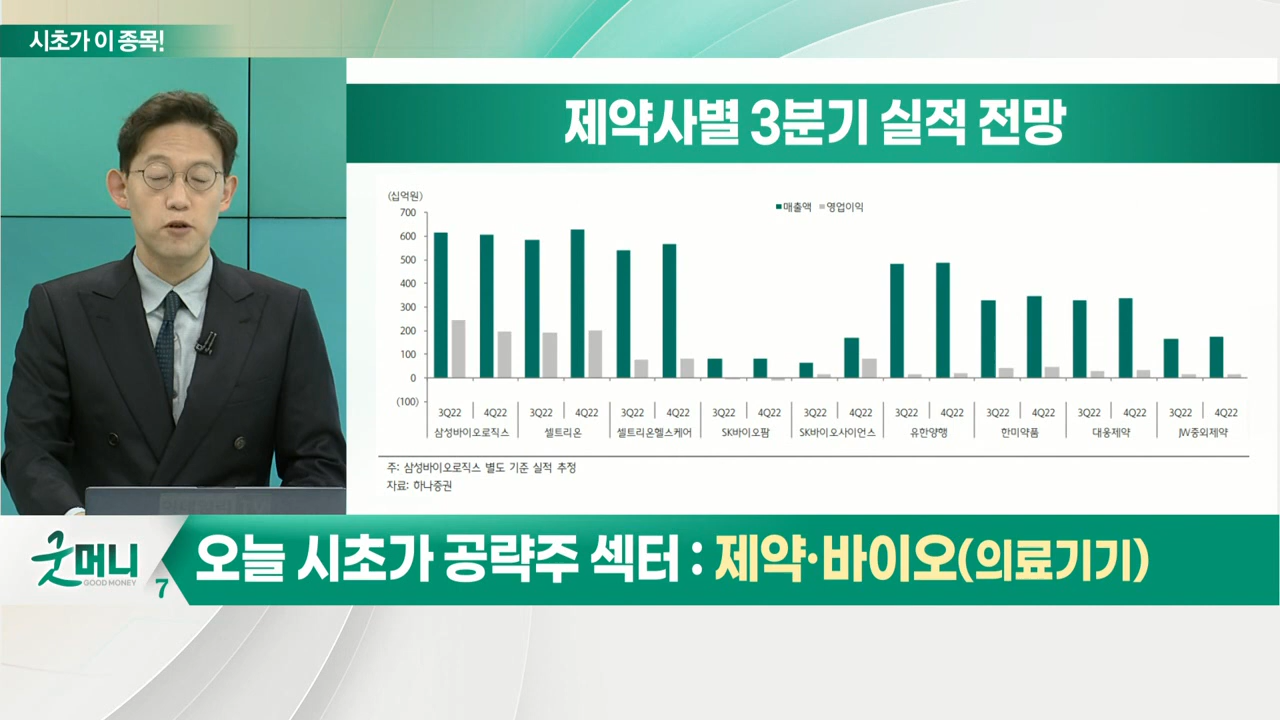 시초가 이 종목!
제약사별 3분기 실적 전망
(십억원)
매출액 영업이익
700
600
500
400
300
200
100
0
(100)
3Q22 4Q22 3Q22 4Q22 3Q22 4Q22 3Q22 4Q22 3Q22 4Q22 3Q22 4Q22 3Q22 4Q22 3Q22 4Q22 3Q22 4Q22
삼성바이오로직스 셀트리온 셀트리온헬스케어 SK바이오팜 SK바이오사이언스 유한양행 한미약품 대웅제약 JW중외제약
주: 삼성바이오로직스 별도 기준 실적 추정
자료: 하나증권
굿머니
GOOD MONEY
7
오늘 시초가 공략주 섹터 : 제약·바이오(의료기기)